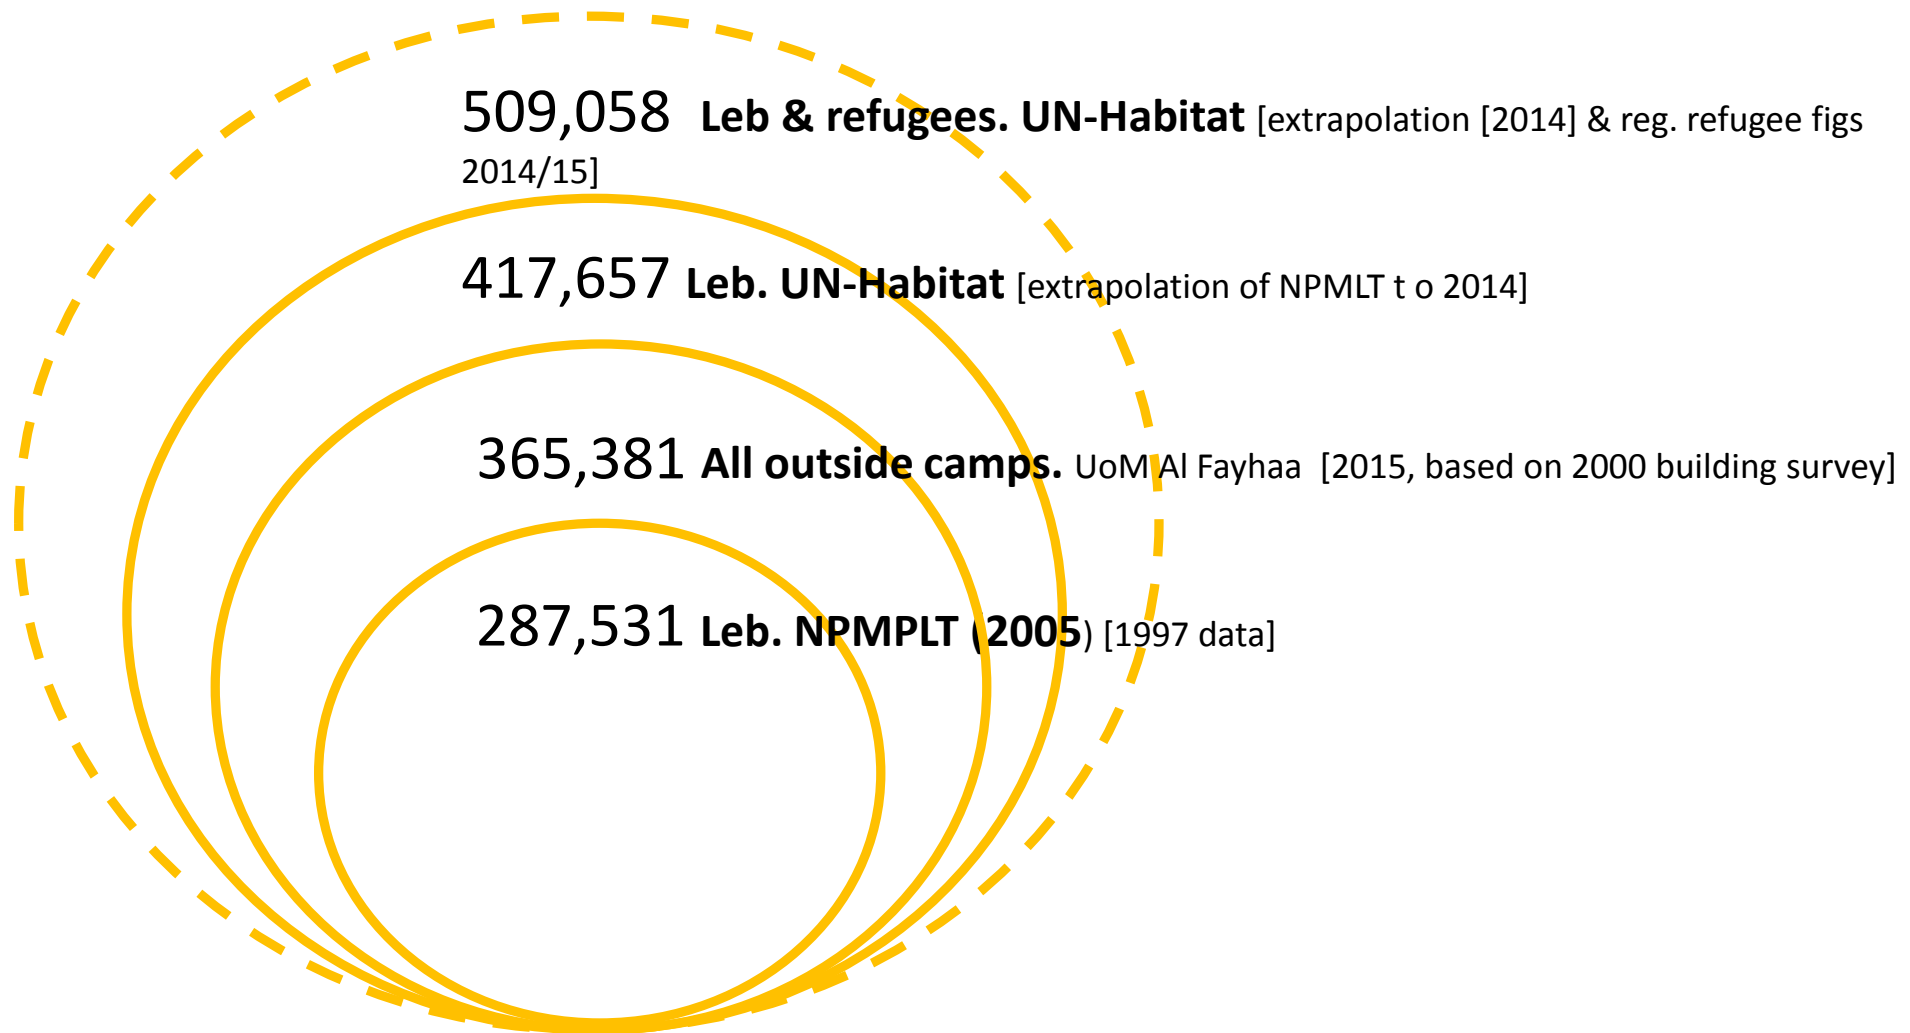 509,058 Leb & refugees. UN-Habitat [extrapolation [2014] & reg. refugee figs
2014/15]
417,657 Leb. UN-Habitat [extrapolation of NPMLT t o 2014]
365,381 All outside camps. UoM Al Fayhaa [2015, based on 2000 building survey]
287,531 Leb. NPMPLT (2005) [1997 data]